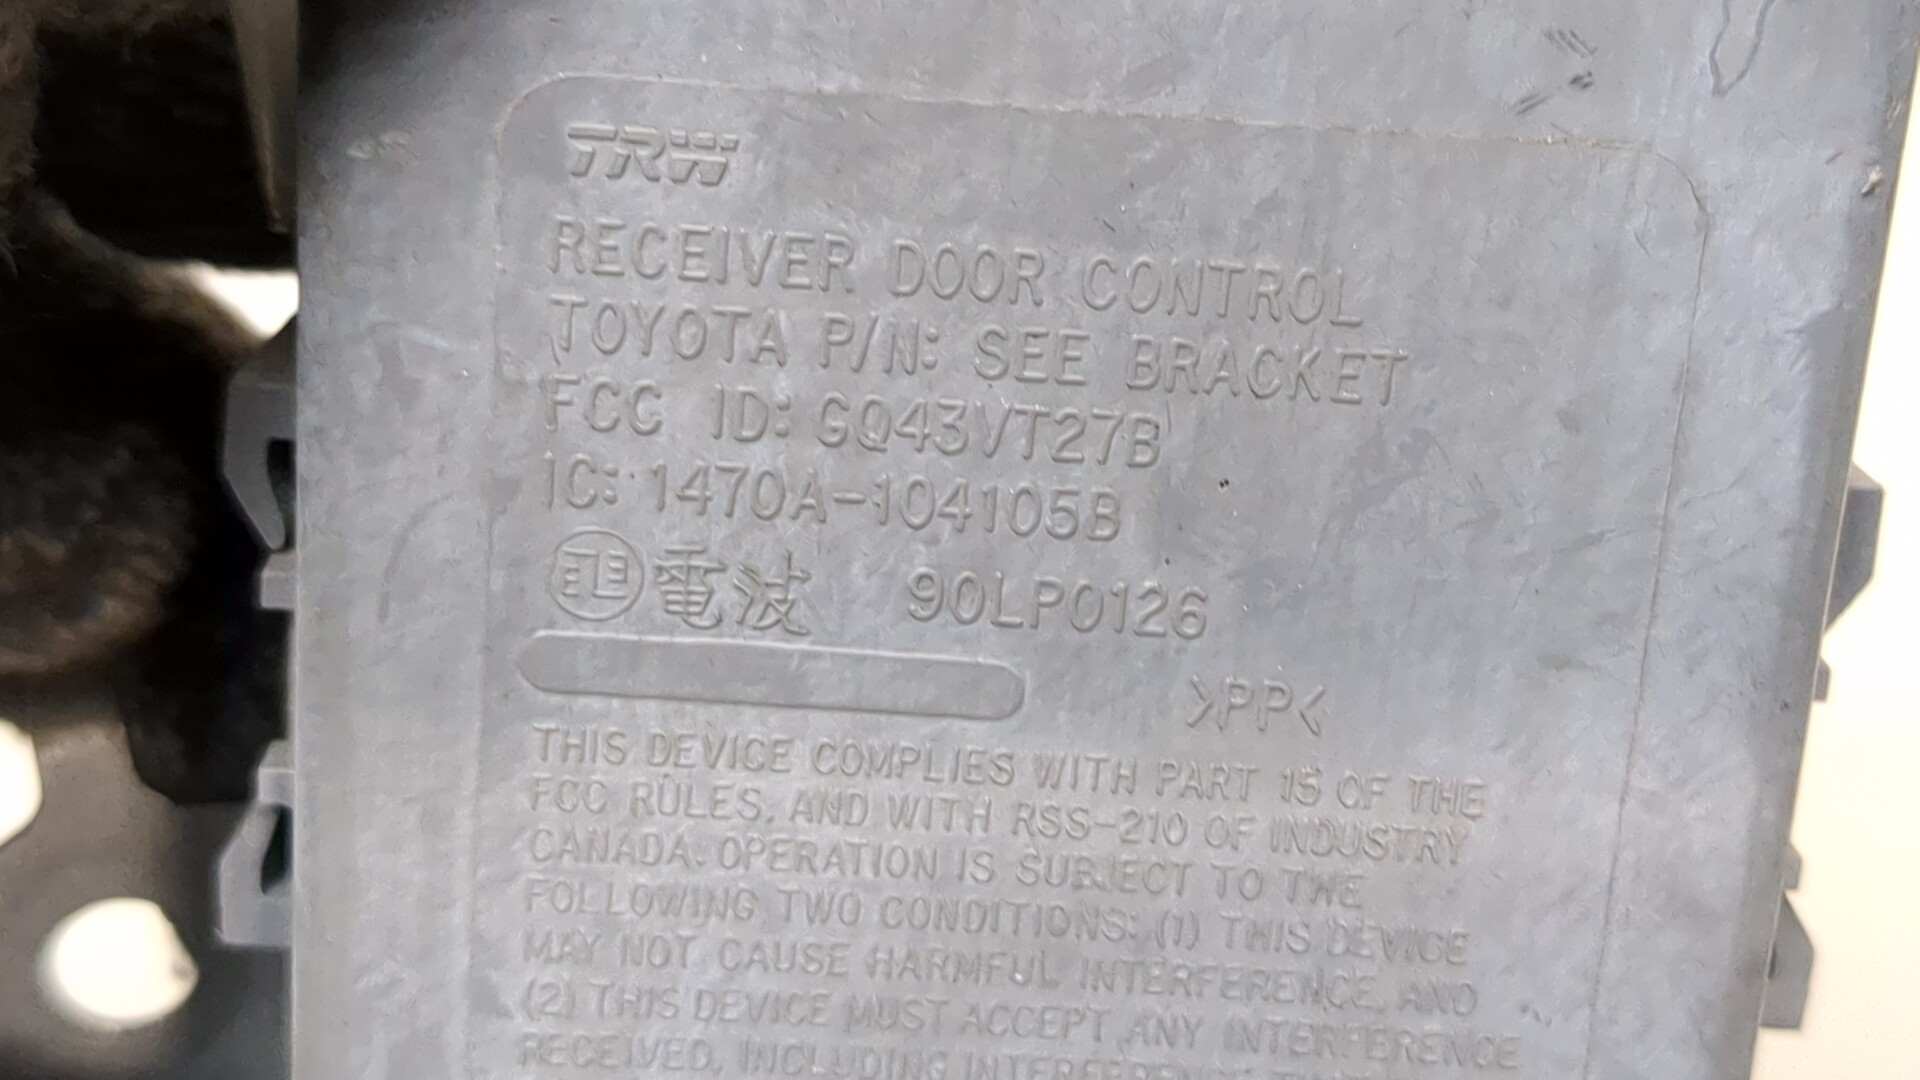 TRW
RECEIVER DOOR CONTROL
TOYOTA P/N: SEE BRACKET
FCC ID: GQ43VT27B
IC: 1470A-104105B
電波 90LP0126
>PP<
THIS DEVICE COMPLIES WITH PART 15 OF THE
FCC RULES, AND WITH RSS-210 OF INDUSTRY
CANADA. OPERATION IS SUBJECT TO THE
FOLLOWING TWO CONDITIONS: (1) THIS DEVICE
MAY NOT CAUSE HARMFUL INTERFERENCE, AND
(2) THIS DEVICE MUST ACCEPT ANY INTERFERENCE
RECEIVED, INCLUDING INTERFERENCE